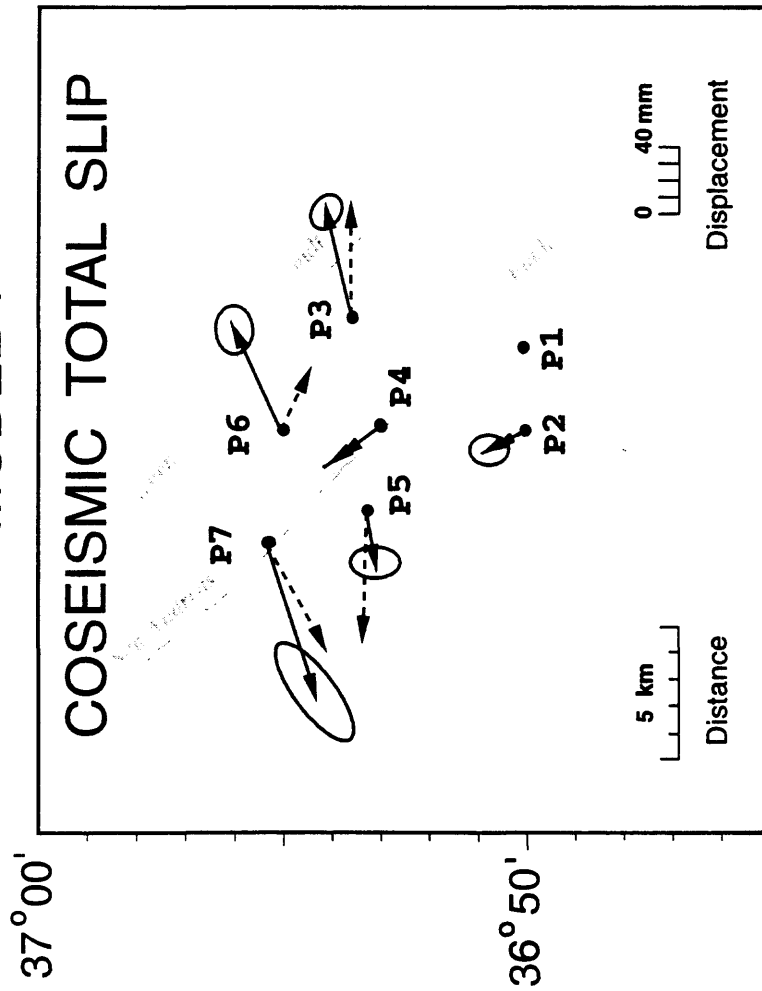 COSEISMIC TOTAL SLIP
37°00'
36°50'
P7
P6
P3
P5
P4
P2
P1
5 km
Distance
0 40 mm
Displacement